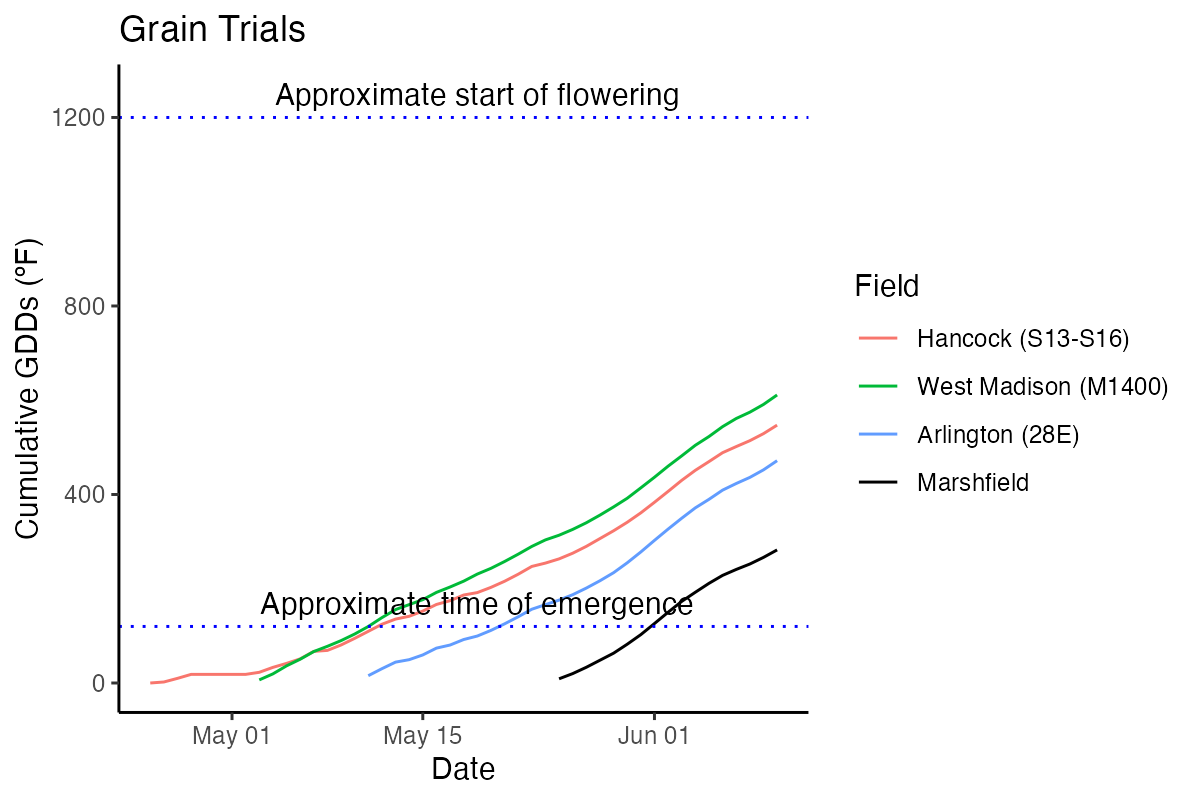 Grain Trials
Approximate start of flowering
1200
800
400
0
Cumulative GDDs (°F)
Approximate time of emergence
May 01
May 15
Jun 01
Date
Field
Hancock (S13-S16)
West Madison (M1400)
Arlington (28E)
Marshfield